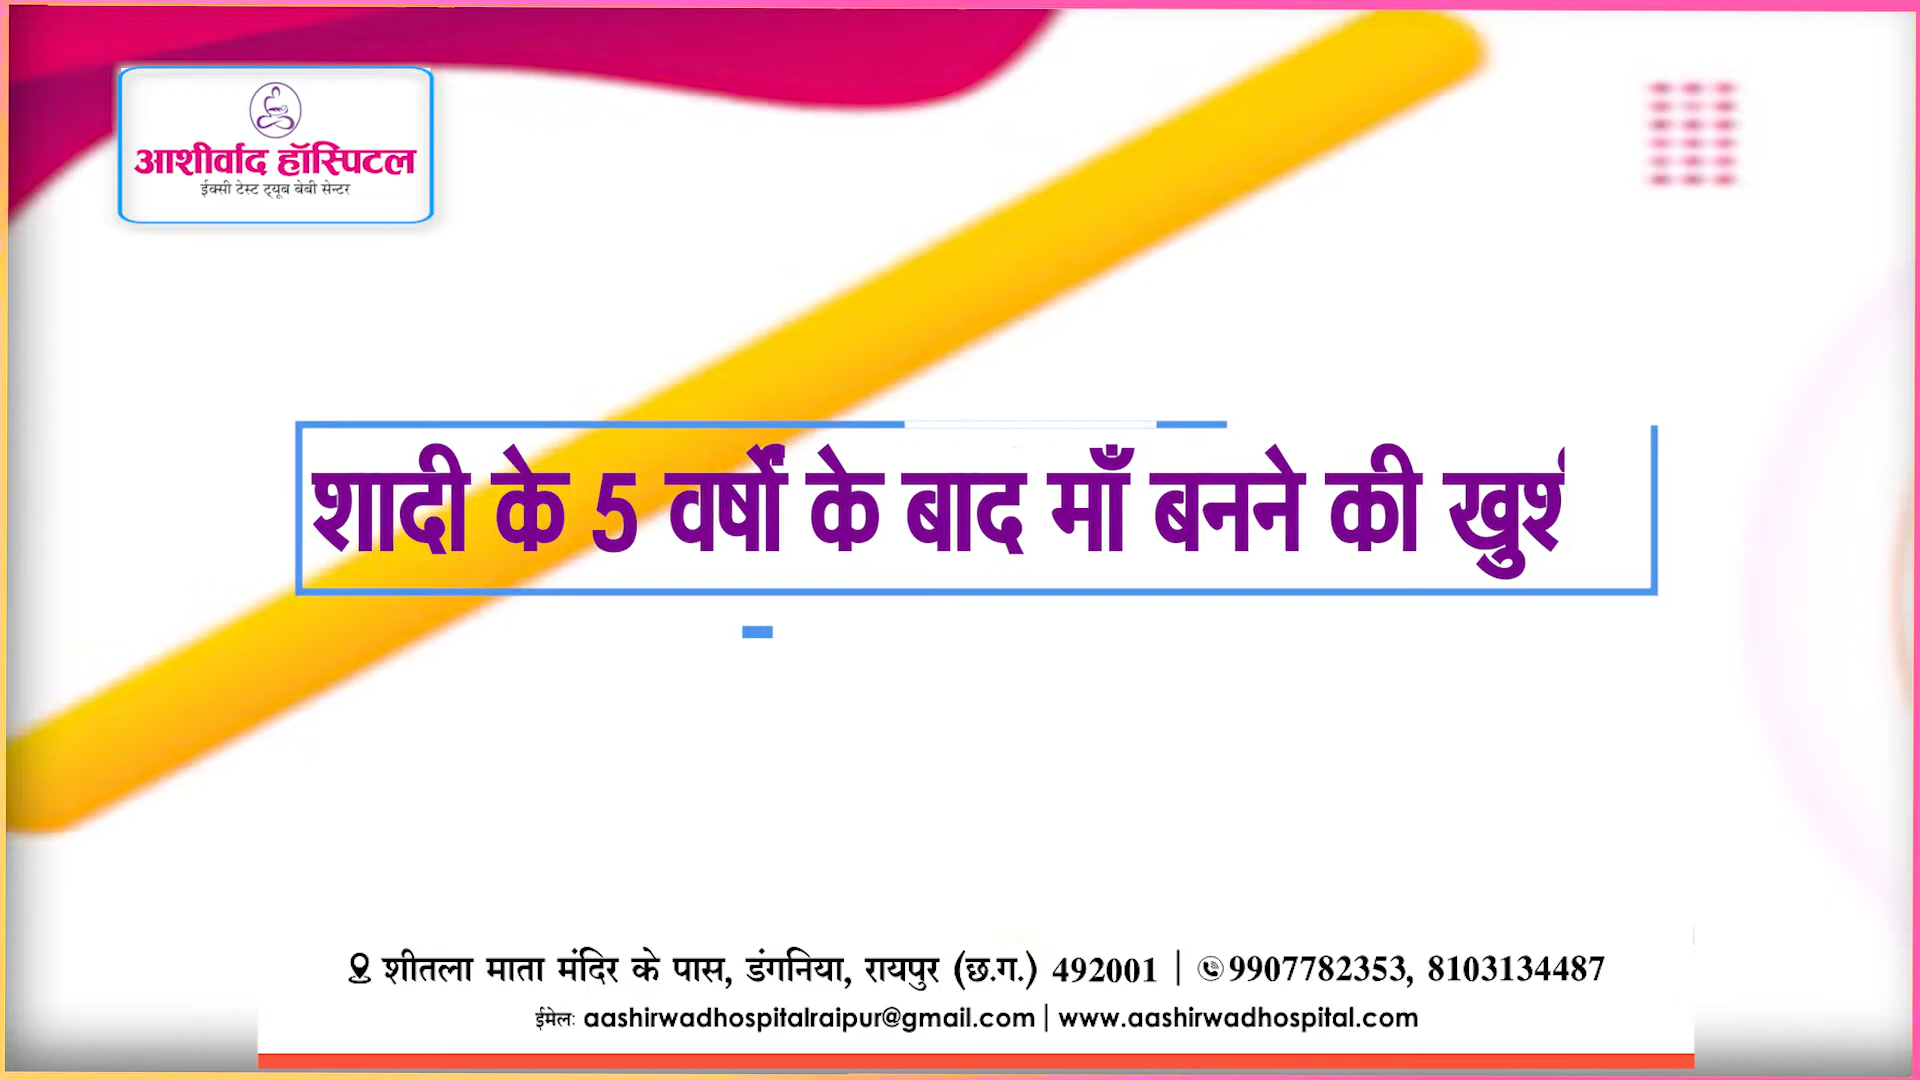 आशीर्वाद हॉस्पिटल
ईक्सी टेस्ट ट्यूब बेबी सेन्टर
शादी के 5 वर्षों के बाद माँ बनने की
शीतला माता मंदिर के पास, डंगनिया, रायपुर (छ.ग.) 492001 | 9907782353, 8103134487
ईमेल: aashirwadhospitalraipur@gmail.com | www.aashirwadhospital.com